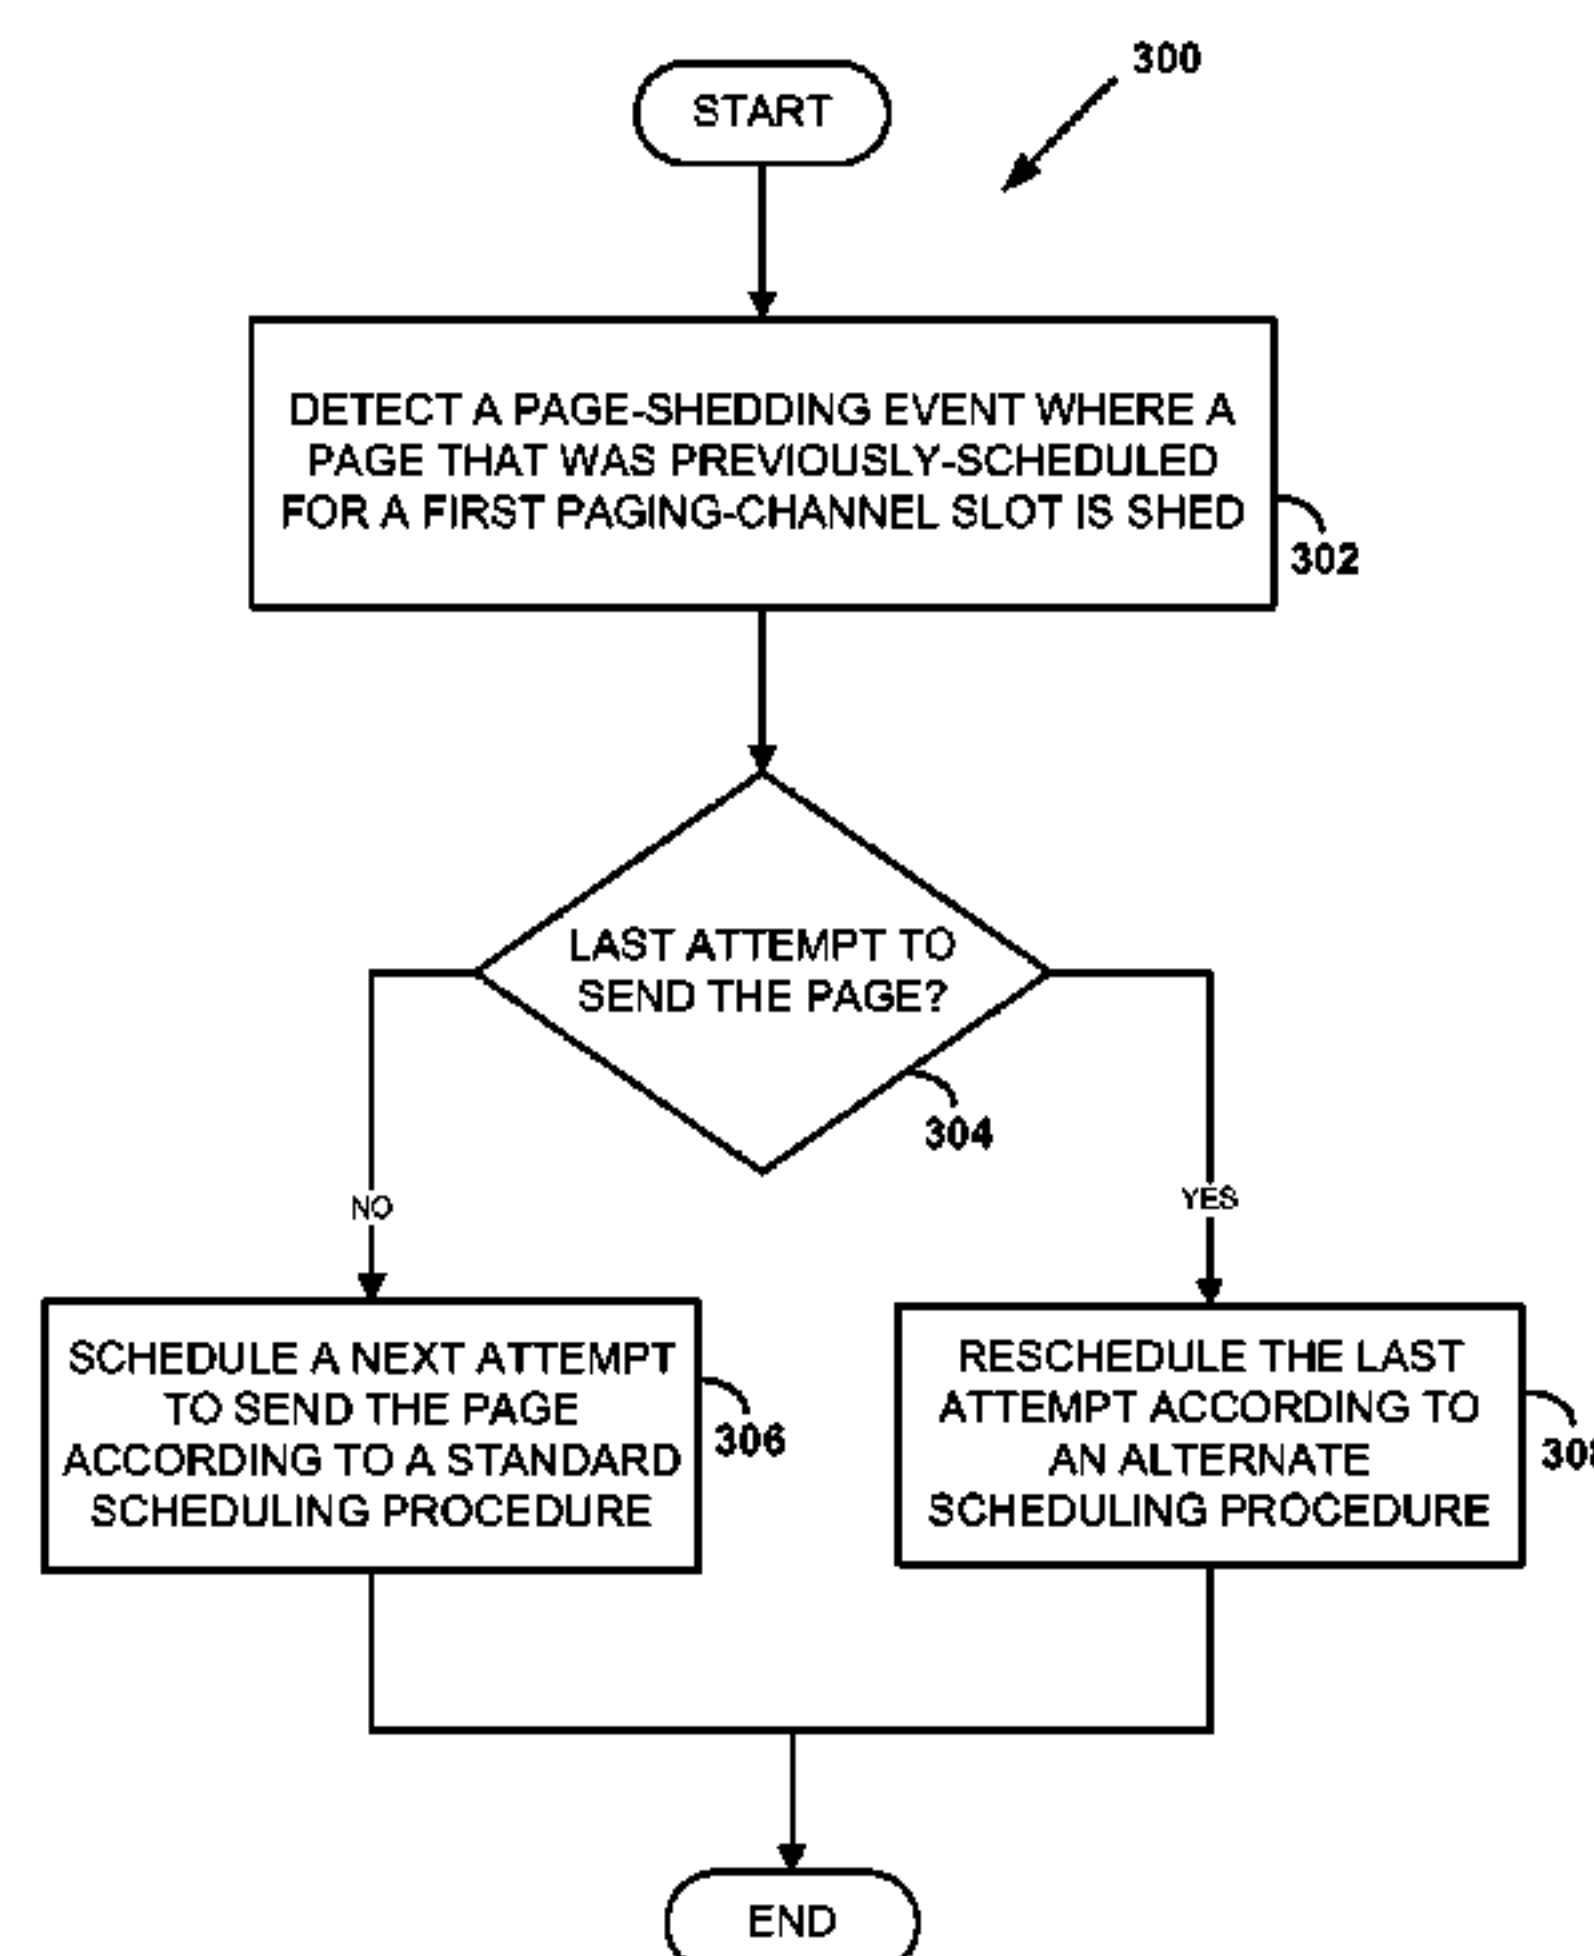 300
START
DETECT A PAGE-SHEDDING EVENT WHERE A
PAGE THAT WAS PREVIOUSLY-SCHEDULED
FOR A FIRST PAGING-CHANNEL SLOT IS SHED
302
LAST ATTEMPT TO
SEND THE PAGE?
304
NO
YES
SCHEDULE A NEXT ATTEMPT
TO SEND THE PAGE
ACCORDING TO A STANDARD
SCHEDULING PROCEDURE
306
RESCHEDULE THE LAST
ATTEMPT ACCORDING TO
AN ALTERNATE
SCHEDULING PROCEDURE
END